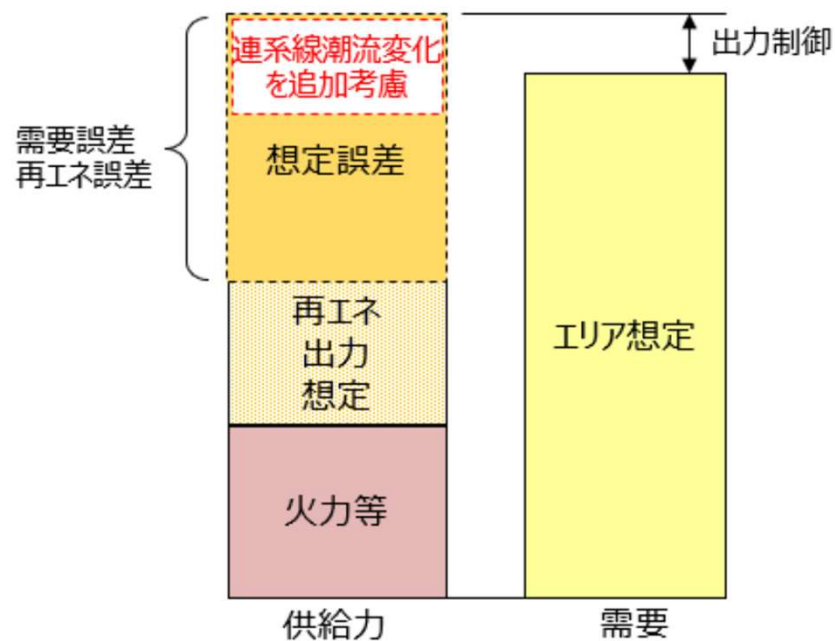 連系線潮流変化
を追加考慮
出力制御
需要誤差
再エネ誤差
想定誤差
再エネ
出力
想定
エリア想定
火力等
供給力
需要